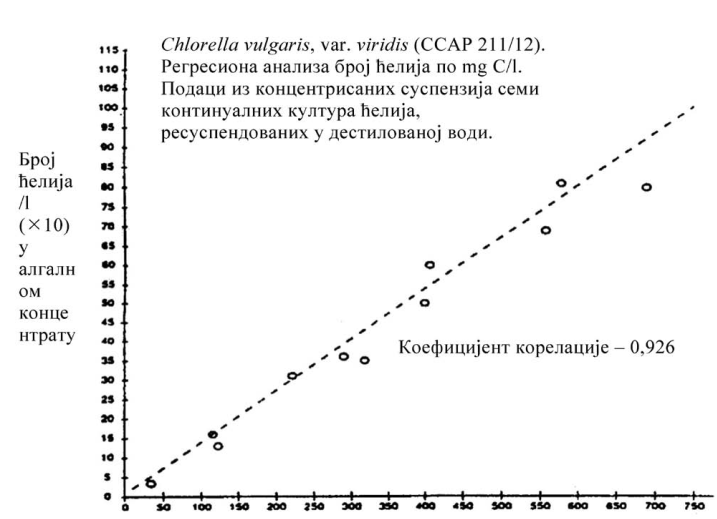 Chlorella vulgaris, var. viridis (CCAP 211/12).
Регресиона анализа број ћелија по mg C/l.
Подаци из концентрисаних суспензија семи
континуалних култура ћелија,
ресуспендованих у дестилованој води.
Број
ћелија
/l
(×10)
у
алгалн
ом
конце
нтрату
115
110
105
100
95
90
85
80
75
70
65
60
55
50
45
40
35
30
25
20
15
10
5
0
Коефицијент корелације – 0,926
0 50 100 150 200 250 300 350 400 450 500 550 600 650 700 750